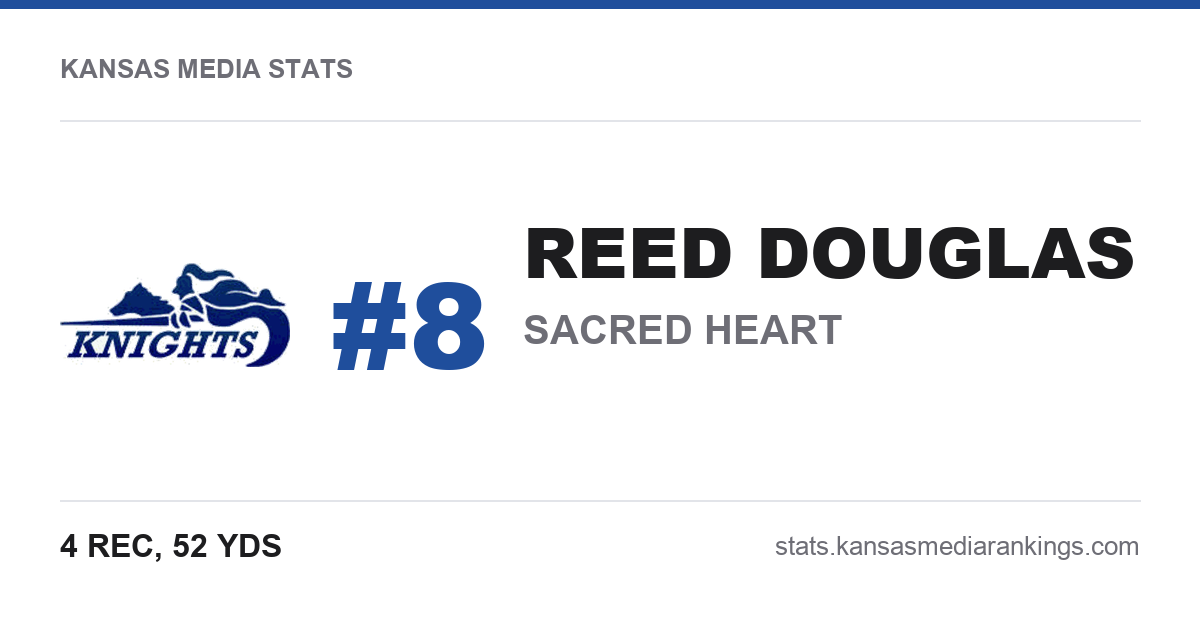 KANSAS MEDIA STATS
KNIGHTS
#8
REED DOUGLAS
SACRED HEART
4 REC, 52 YDS
stats.kansasmediarankings.com